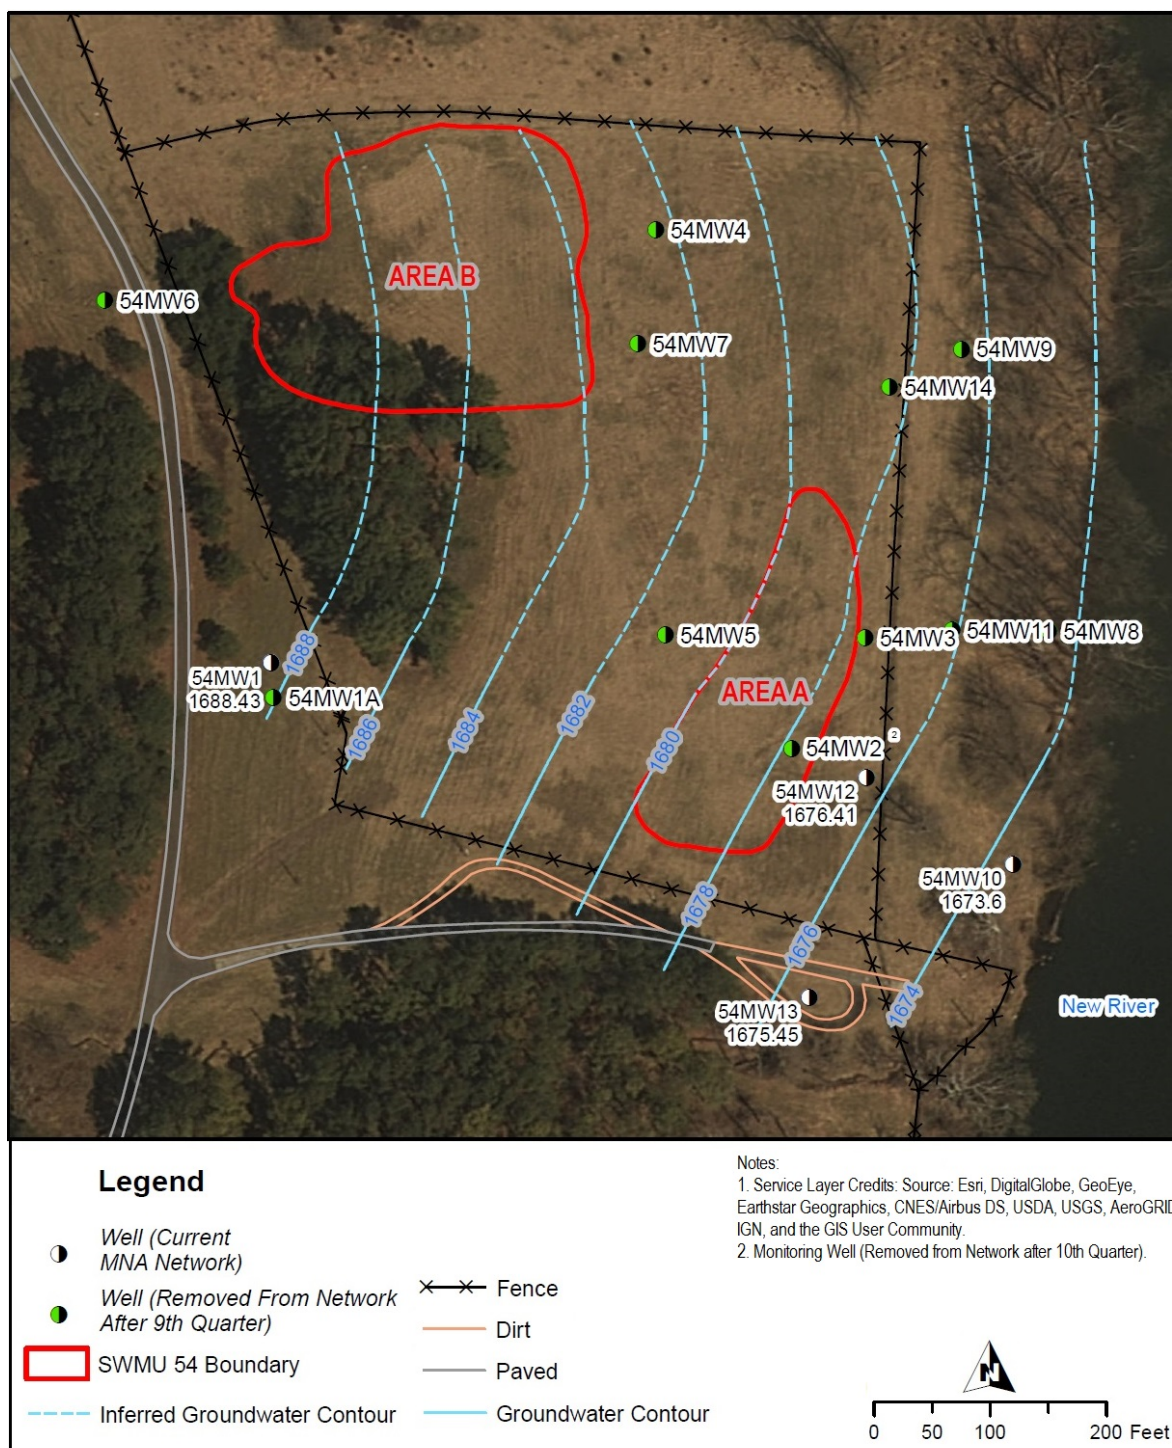 54MW4
AREA B
54MW6
54MW7
54MW9
54MW14
1688
54MW5
54MW3
54MW11
54MW8
54MW1
1688.43
54MW1A
AREA A
1686
1684
1682
1680
54MW2
2
54MW12
1676.41
54MW10
1673.6
1678
1676
1674
54MW13
1675.45
New River
Legend
Well (Current
MNA Network)
Well (Removed From Network
After 9th Quarter)
SWMU 54 Boundary
Inferred Groundwater Contour
Fence
Dirt
Paved
Groundwater Contour
Notes:
1. Service Layer Credits: Source: Esri, DigitalGlobe, GeoEye,
Earthstar Geographics, CNES/Airbus DS, USDA, USGS, AeroGRID
IGN, and the GIS User Community.
2. Monitoring Well (Removed from Network after 10th Quarter).
N
0 50 100 200 Feet